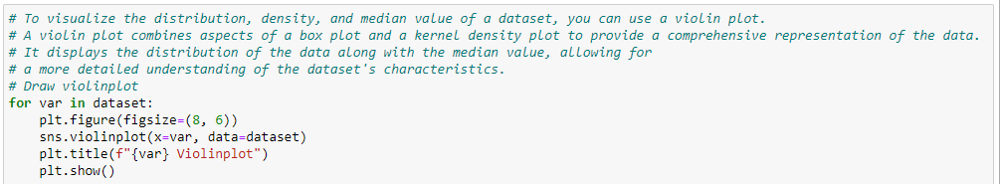 # To visualize the distribution, density, and median value of a dataset, you can use a violin plot.
# A violin plot combines aspects of a box plot and a kernel density plot to provide a comprehensive representation of the data.
# It displays the distribution of the data along with the median value, allowing for
# a more detailed understanding of the dataset's characteristics.
# Draw violinplot
for var in dataset:
    plt.figure(figsize=(8, 6))
    sns.violinplot(x=var, data=dataset)
    plt.title(f"{var} Violinplot")
    plt.show()